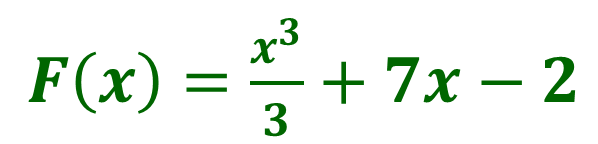 F(x) = x³/3 + 7x − 2